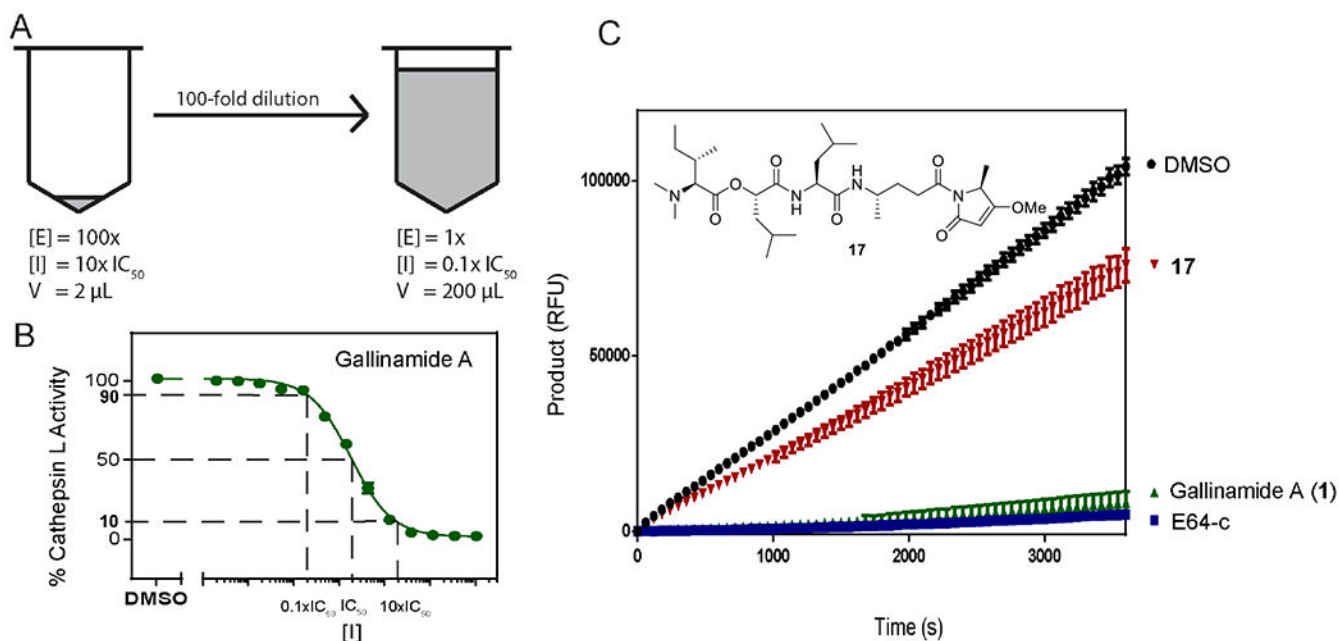 A
100-fold dilution
[E] = 100x
[I] = 10x IC50
V = 2 µL
[E] = 1x
[I] = 0.1x IC50
V = 200 µL
B
Gallinamide A
% Cathepsin L Activity
100
90
50
10
0
DMSO
0.1xIC50 IC50 10xIC50
[I]
C
Product (RFU)
100000
50000
0
0 1000 2000 3000
Time (s)
N
O
O
O
N
H
O
H
N
O
N
O
OMe
17
DMSO
17
Gallinamide A (1)
E64-c